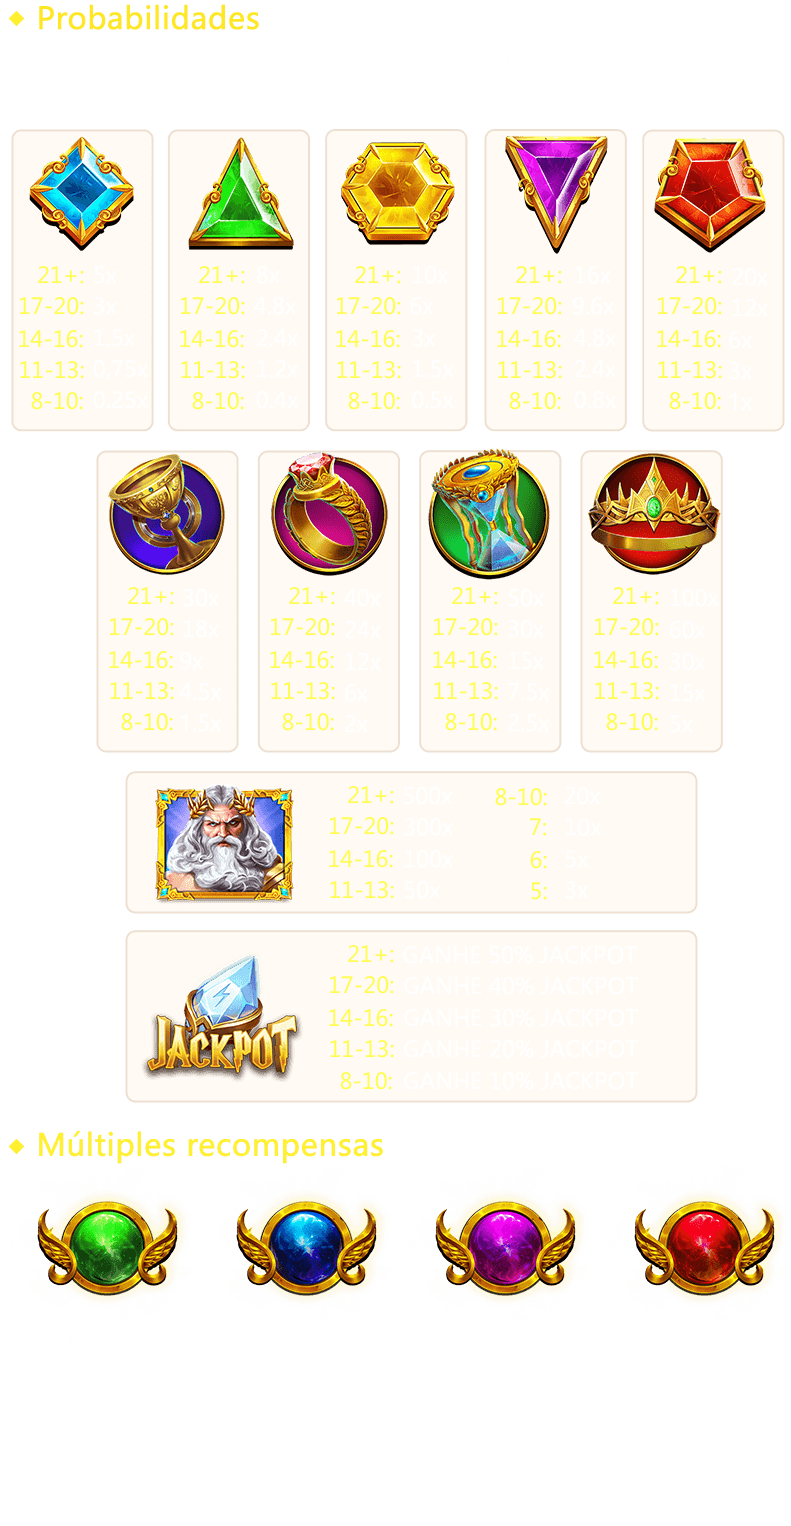 Probabilidades
21+: 5x
17-20: 3x
14-16: 1.5x
11-13: 0.75x
8-10: 0.25x
21+: 8x
17-20: 4.8x
14-16: 2.4x
11-13: 1.2x
8-10: 0.4x
21+: 10x
17-20: 6x
14-16: 3x
11-13: 1.5x
8-10: 0.5x
21+: 16x
17-20: 9.6x
14-16: 4.8x
11-13: 2.4x
8-10: 0.8x
21+: 20x
17-20: 12x
14-16: 6x
11-13: 3x
8-10: 1x
21+: 30x
17-20: 18x
14-16: 9x
11-13: 4.5x
8-10: 1.5x
21+: 40x
17-20: 24x
14-16: 12x
11-13: 6x
8-10: 2x
21+: 50x
17-20: 30x
14-16: 15x
11-13: 7.5x
8-10: 2.5x
21+: 100x
17-20: 60x
14-16: 30x
11-13: 15x
8-10: 5x
21+: 500x
17-20: 300x
14-16: 100x
11-13: 50x
8-10: 20x
7: 10x
6: 5x
5: 3x
JACKPOT
21+: GANHE 50% JACKPOT
17-20: GANHE 40% JACKPOT
14-16: GANHE 30% JACKPOT
11-13: GANHE 20% JACKPOT
8-10: GANHE 10% JACKPOT
Múltiples recompensas